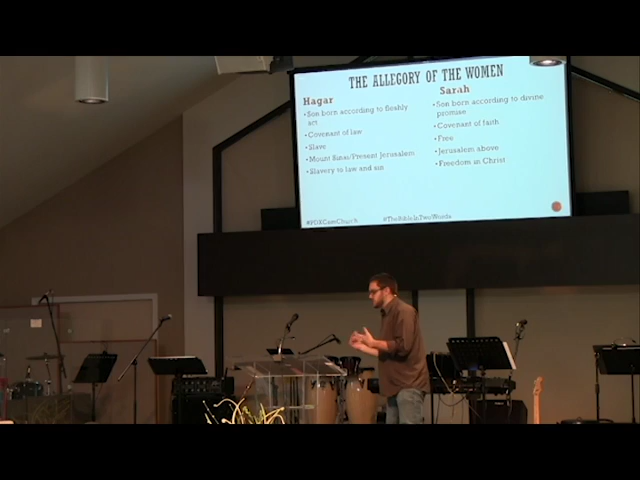 THE ALLEGORY OF THE WOMEN
Hagar
• Son born according to fleshly
act
• Covenant of law
• Slave
• Mount Sinai/Present Jerusalem
• Slavery to law and sin
Sarah
• Son born according to divine
promise
• Covenant of faith
• Free
• Jerusalem above
• Freedom in Christ
#PDXCamChurch
#TheBibleInTwoWords